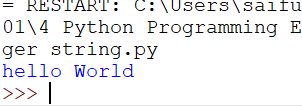 = RESTART: C:\Users\saifu
01\4 Python Programming E
ger string.py
hello World
>>>